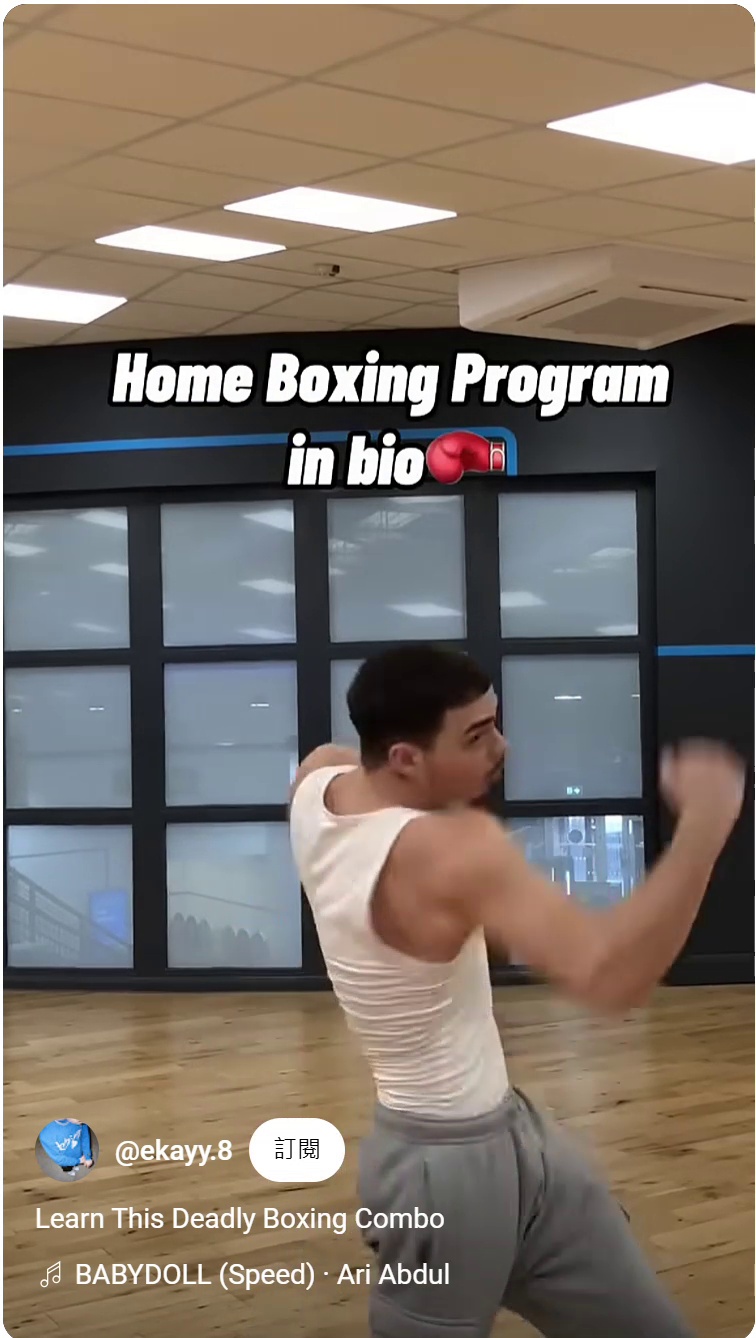 Home Boxing Program
in bio🥊
@ekayy.8 訂閱
Learn This Deadly Boxing Combo
BABYDOLL (Speed) · Ari Abdul